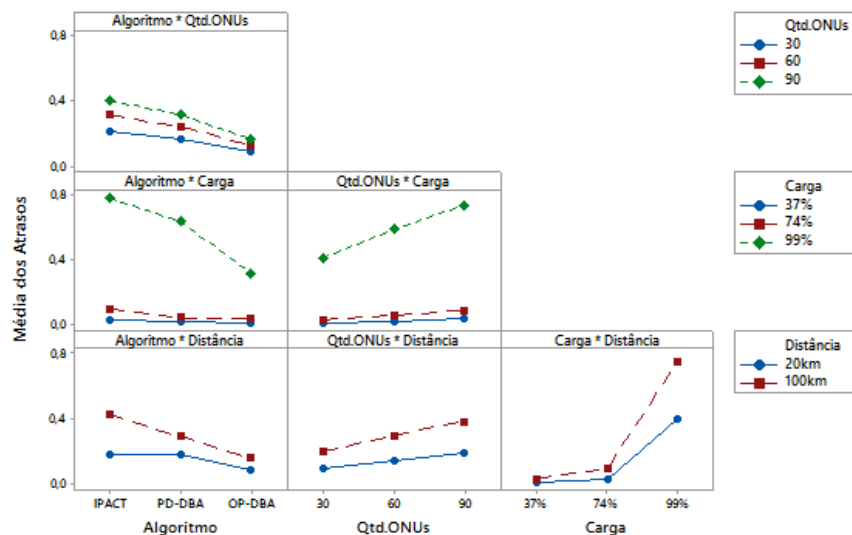 Algoritmo * Qtd.ONUs
0,8
0,4
0,0
Qtd.ONUs
30
60
90
Algoritmo * Carga
Qtd.ONUs * Carga
0,8
0,4
0,0
Carga
37%
74%
99%
Média dos Atrasos
Algoritmo * Distância
Qtd.ONUs * Distância
Carga * Distância
0,8
0,4
0,0
Distância
20km
100km
IPACT PD-DBA OP-DBA
30 60 90
37% 74% 99%
Algoritmo
Qtd.ONUs
Carga